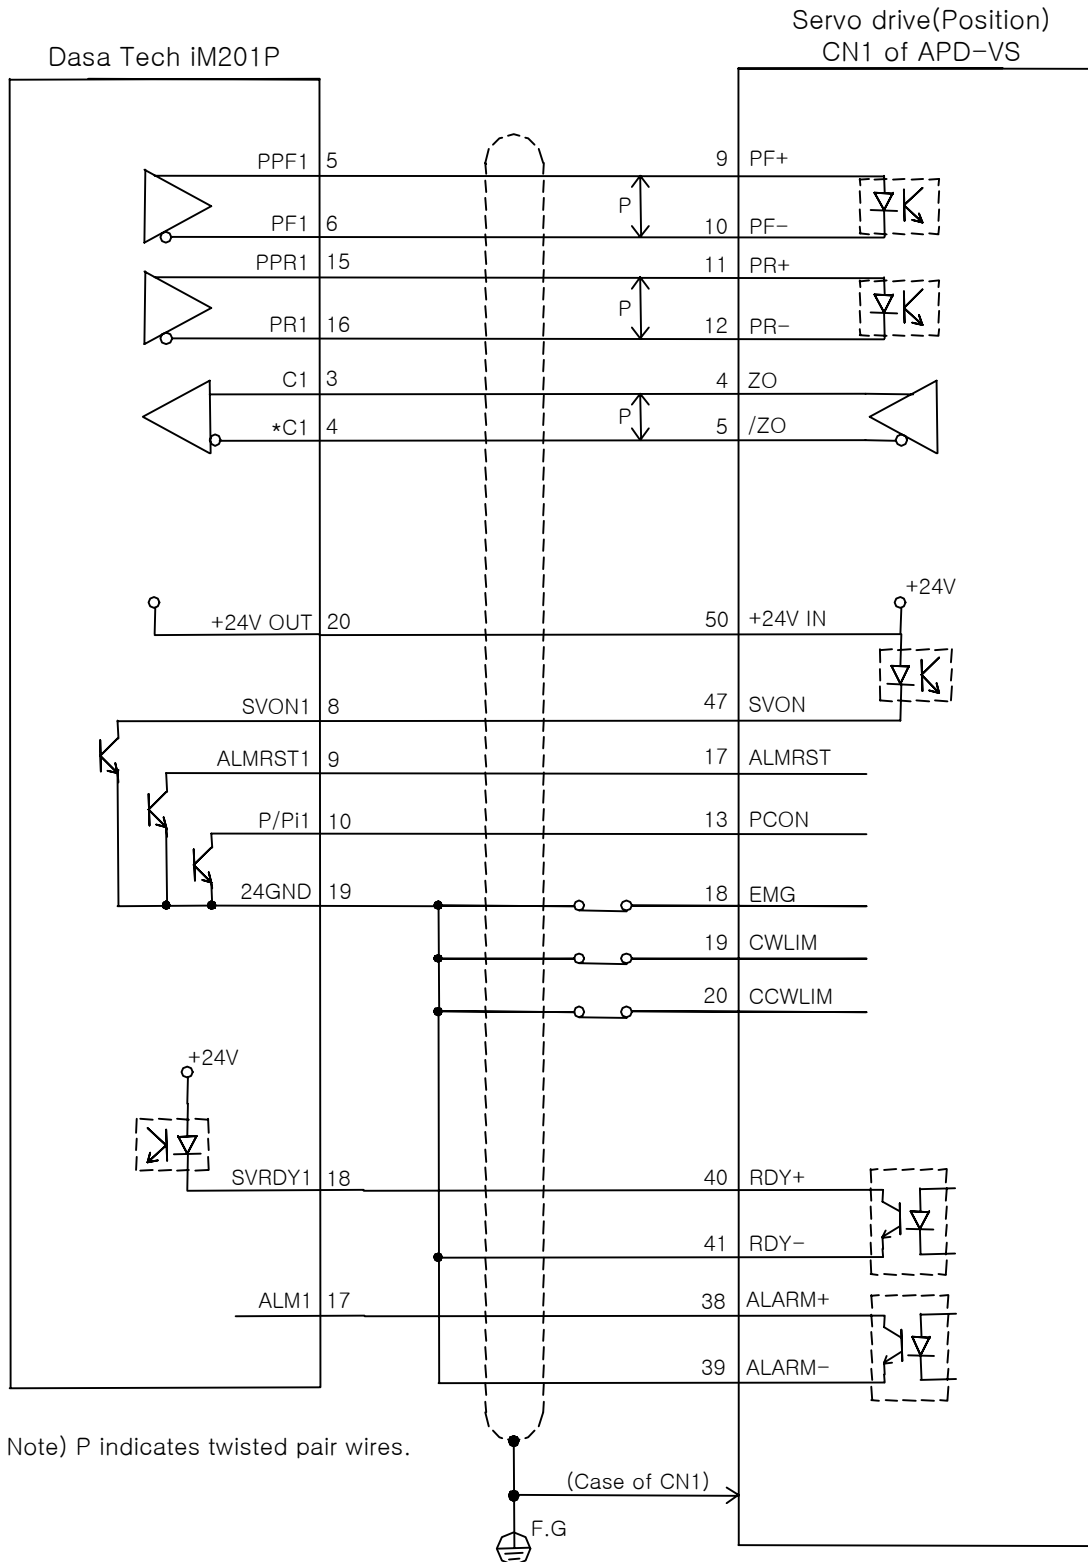 Servo drive(Position)
Dasa Tech iM201P
CN1 of APD-VS
PPF1 5 9 PF+
P
PF1 6 10 PF-
PPR1 15 11 PR+
P
PR1 16 12 PR-
C1 3 4 ZO
P
*C1 4 5 /ZO
+24V
+24V OUT 20 50 +24V IN
SVON1 8 47 SVON
ALMRST1 9 17 ALMRST
P/Pi1 10 13 PCON
24GND 19 18 EMG
19 CWLIM
20 CCWLIM
+24V
SVRDY1 18 40 RDY+
41 RDY-
ALM1 17 38 ALARM+
39 ALARM-
Note) P indicates twisted pair wires.
(Case of CN1)
F.G